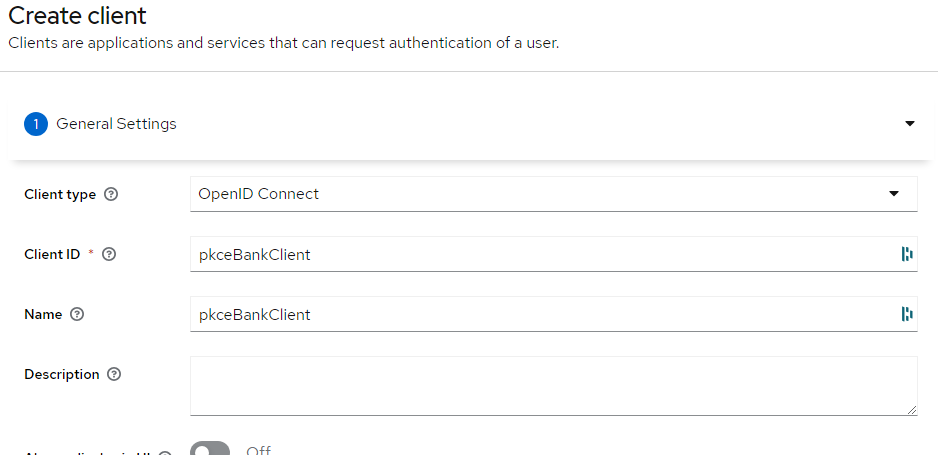 Create client
Clients are applications and services that can request authentication of a user.
1 General Settings
Client type ? OpenID Connect
Client ID * ? pkceBankClient
Name ? pkceBankClient
Description ?
Off